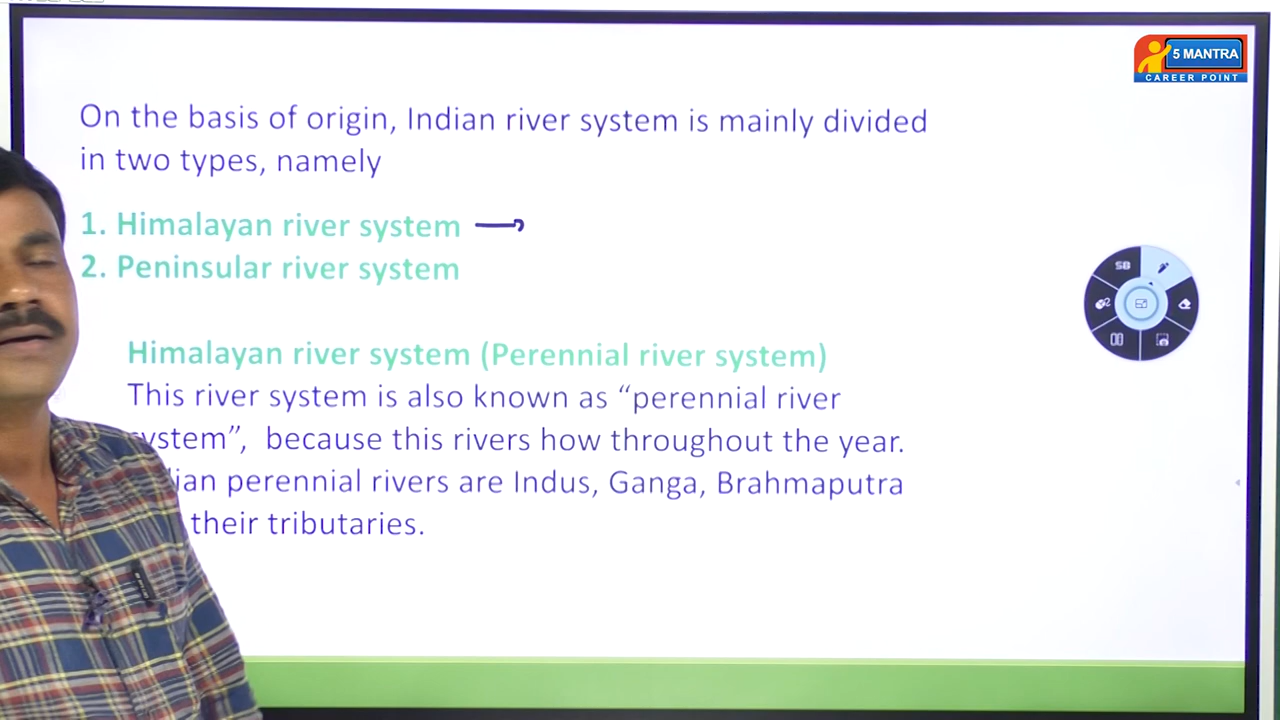 5 MANTRA
CAREER POINT
On the basis of origin, Indian river system is mainly divided
in two types, namely
1. Himalayan river system
2. Peninsular river system
SB
Himalayan river system (Perennial river system)
This river system is also known as “perennial river
system”, because this rivers how throughout the year.
ian perennial rivers are Indus, Ganga, Brahmaputra
their tributaries.